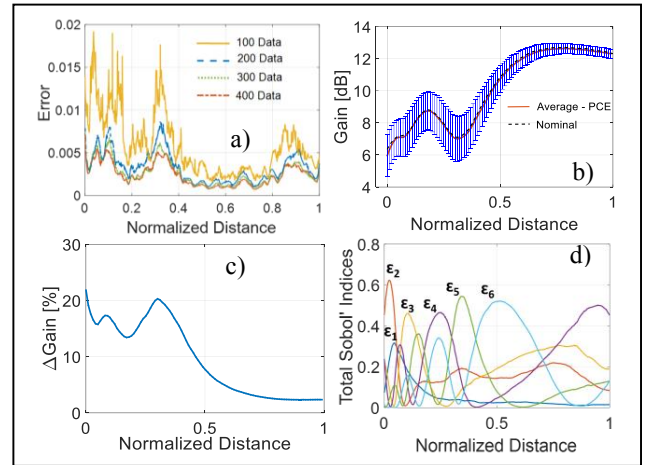 0.02
0.015
0.01
0.005
0
Error
100 Data
200 Data
300 Data
400 Data
a)
0 0.2 0.4 0.6 0.8 1
Normalized Distance
14
12
10
8
6
4
Gain [dB]
Average - PCE
Nominal
b)
0 0.5 1
Normalized Distance
30
20
10
0
ΔGain [%]
c)
0 0.5 1
Normalized Distance
0.8
0.6
0.4
0.2
0
Total Sobol' Indices
d)
ε2
ε1
ε3
ε4
ε5
ε6
0 0.5 1
Normalized Distance